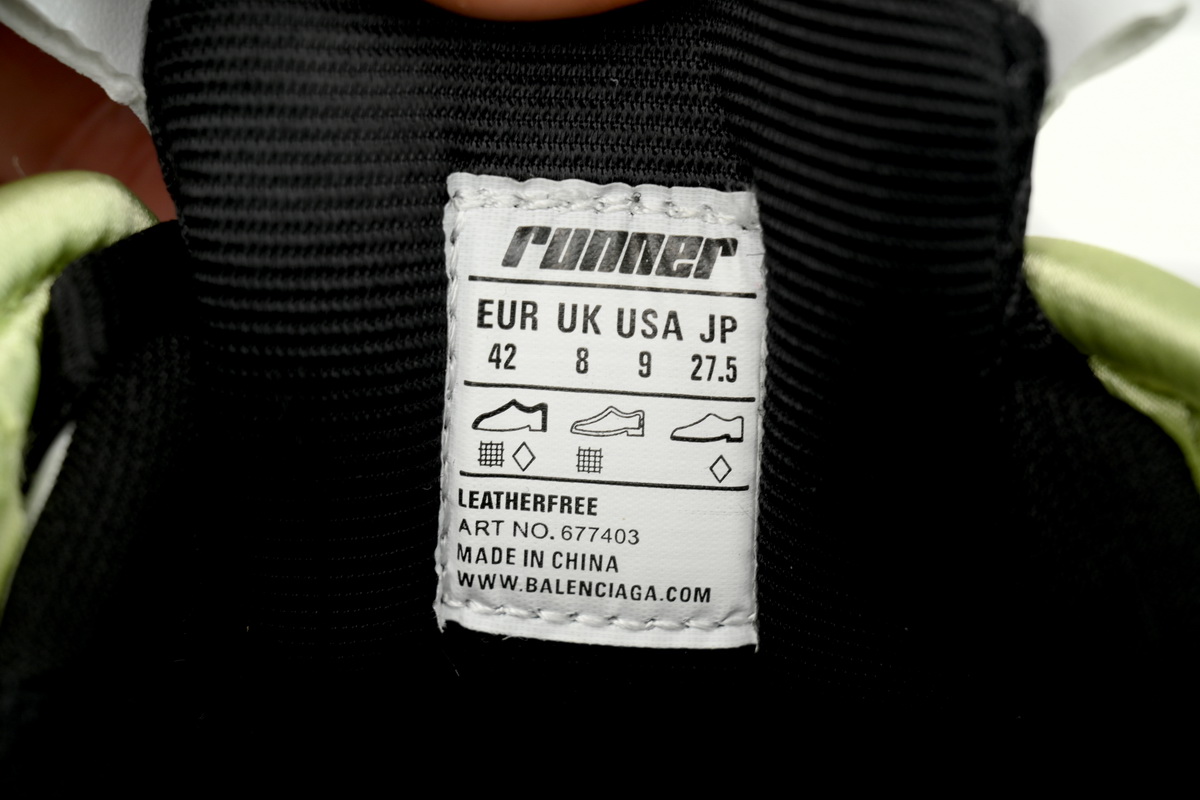 runner
EUR UK USA JP
42 8 9 27.5
LEATHERFREE
ART NO. 677403
MADE IN CHINA
WWW.BALENCIAGA.COM